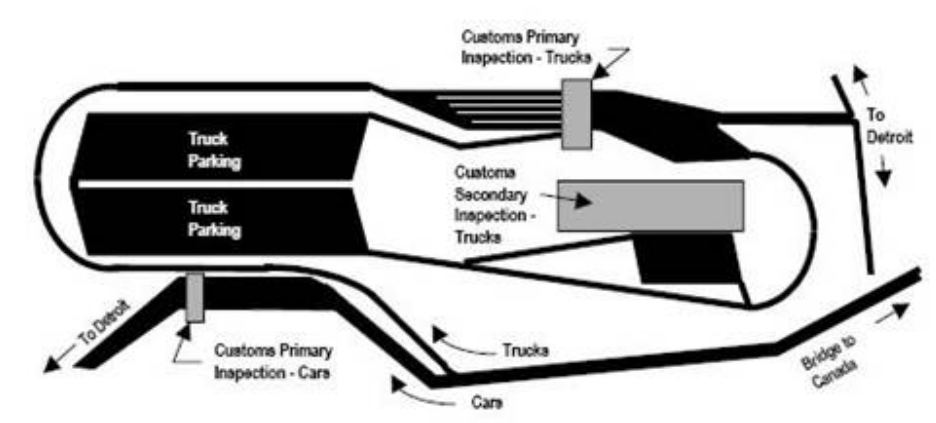 Customs Primary
Inspection - Trucks
To
Detroit
Truck
Parking
Customs
Secondary
Inspection -
Trucks
Truck
Parking
To Detroit
Customs Primary
Inspection - Cars
Trucks
Cars
Bridge to
Canada